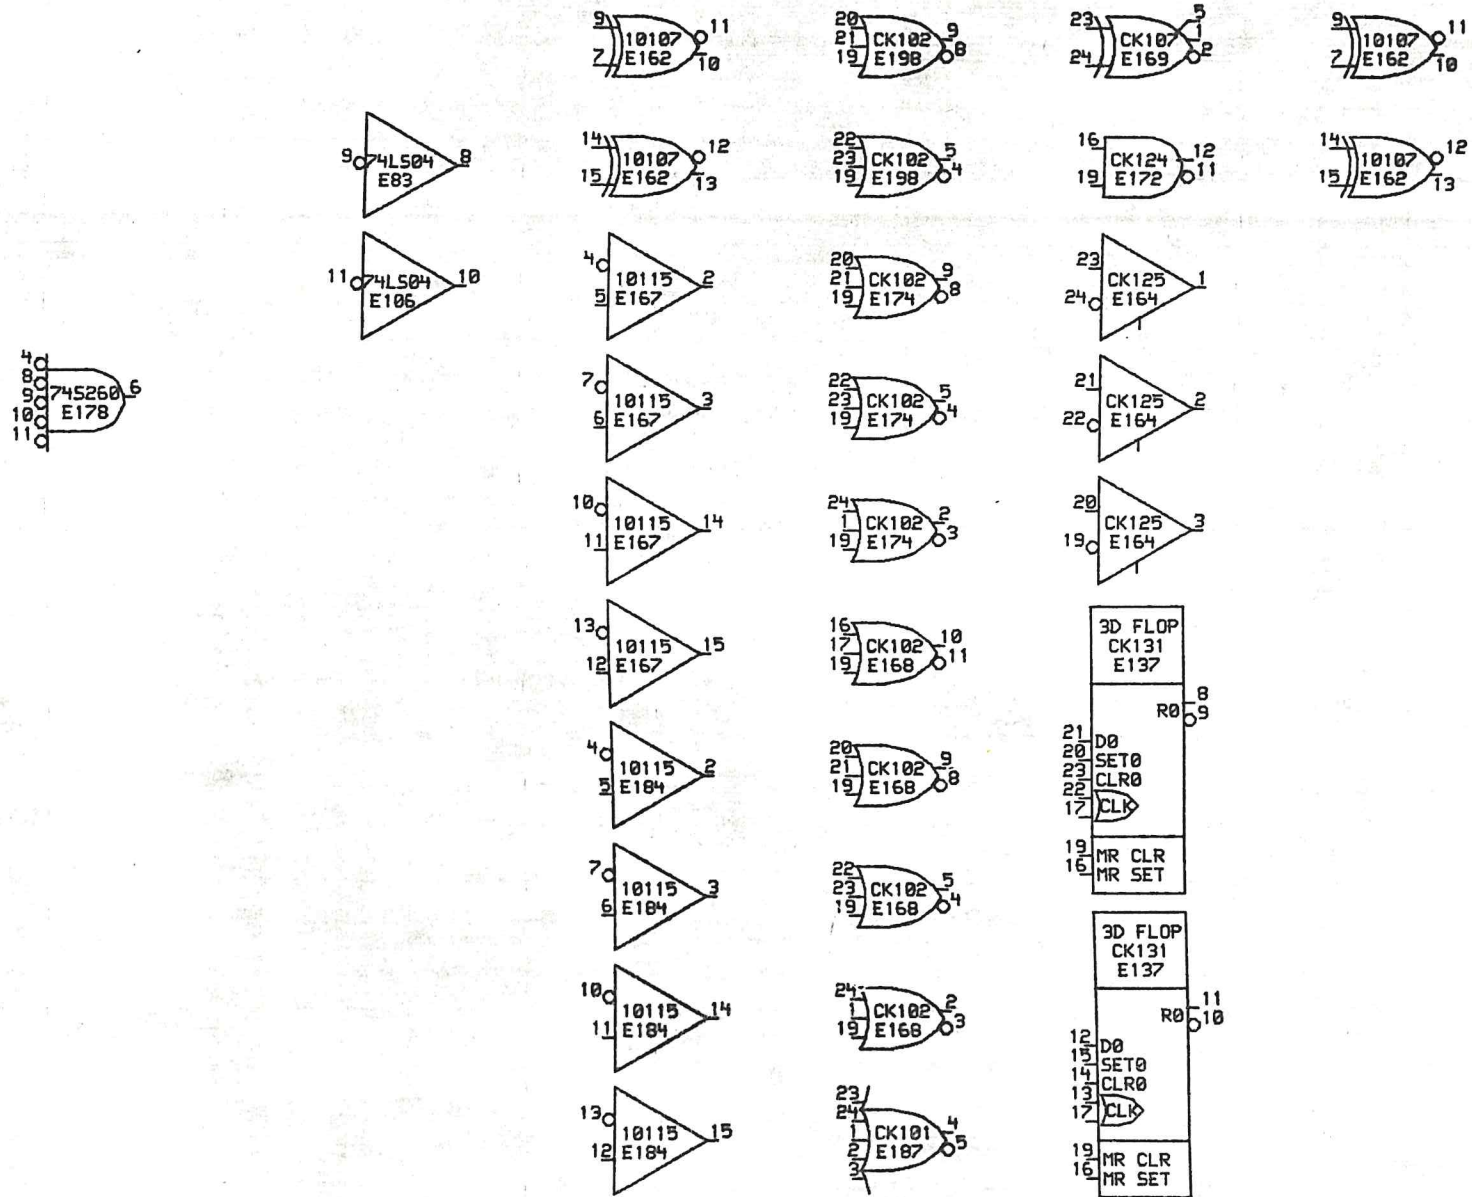 9 10107 11
7 E162 10
20 CK102 9
21 E198 8
19
23 CK107 5
1
24 E169 2
9 10107 11
7 E162 10
9 74LS04 8
E83
14 10107 12
15 E162 13
22 CK102 5
23 E198 4
19
16 CK124 12
19 E172 11
14 10107 12
15 E162 13
11 74LS04 10
E106
4 10115 2
5 E167
20 CK102 9
21 E174 8
19
23 CK125 1
24 E164
4
8 74S260 6
9 E178
10
11
7 10115 3
6 E167
22 CK102 5
23 E174 4
19
21 CK125 2
22 E164
10 10115 14
11 E167
24 CK102 2
1 E174 3
19
20 CK125 3
19 E164
13 10115 15
12 E167
16 CK102 10
17 E168 11
19
3D FLOP
CK131
E137
R0 8
9
21 D0
20 SET0
23 CLR0
22
17 CLK
19 MR CLR
16 MR SET
4 10115 2
5 E184
20 CK102 9
21 E168 8
19
7 10115 3
6 E184
22 CK102 5
23 E168 4
19
3D FLOP
CK131
E137
R0 11
10
12 D0
15 SET0
14 CLR0
13
17 CLK
19 MR CLR
16 MR SET
10 10115 14
11 E184
24 CK102 2
1 E168 3
19
13 10115 15
12 E184
23
24
1 CK101 4
2 E187 5
3